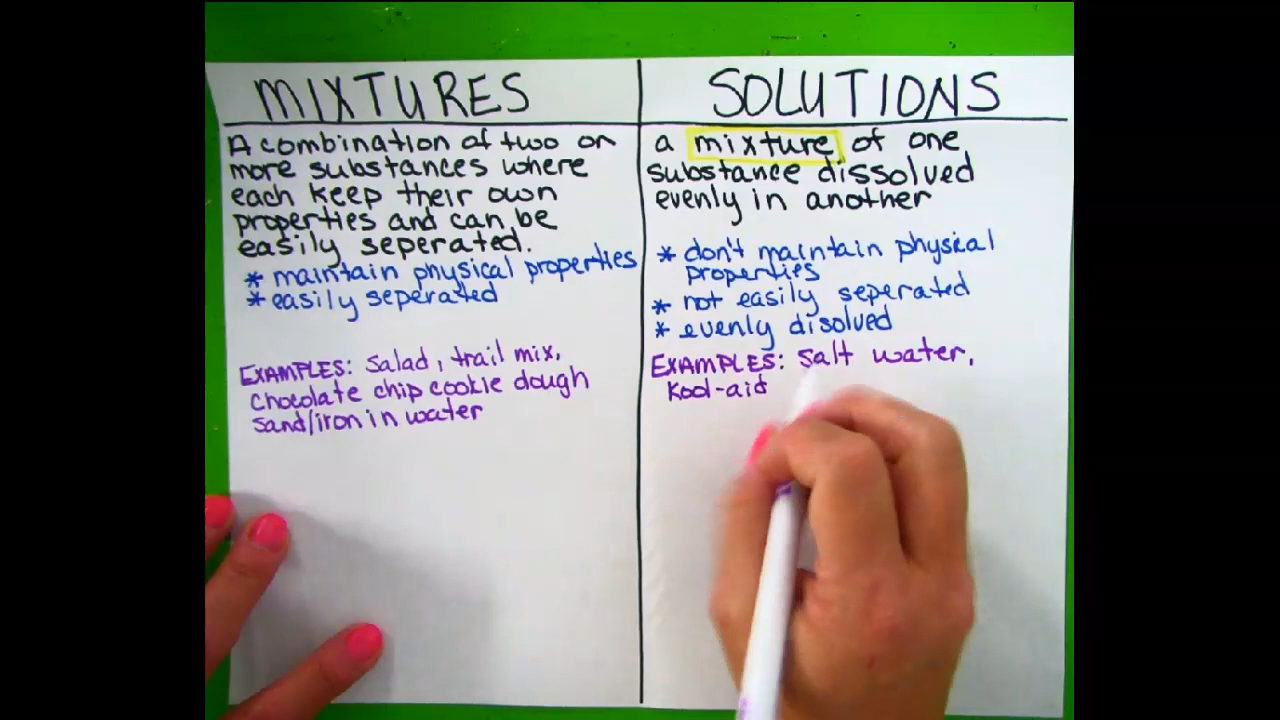 MIXTURES
A combination of two or
more substances where
each keep their own
properties and can be
easily seperated.
* maintain physical properties
* easily seperated
EXAMPLES: salad, trail mix,
chocolate chip cookie dough
sand/iron in water
SOLUTIONS
a mixture of one
substance dissolved
evenly in another
* don't maintain physical
properties
* not easily seperated
* evenly disolved
EXAMPLES: salt water,
Kool-aid